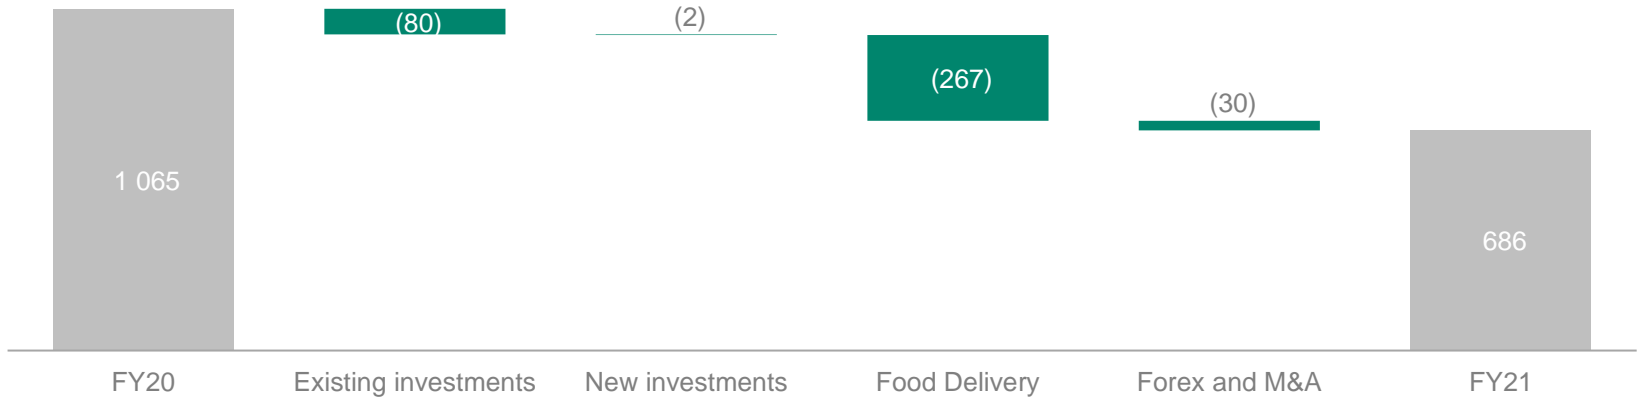 (80)
(2)
(267)
(30)
1 065
686
FY20
Existing investments
New investments
Food Delivery
Forex and M&A
FY21